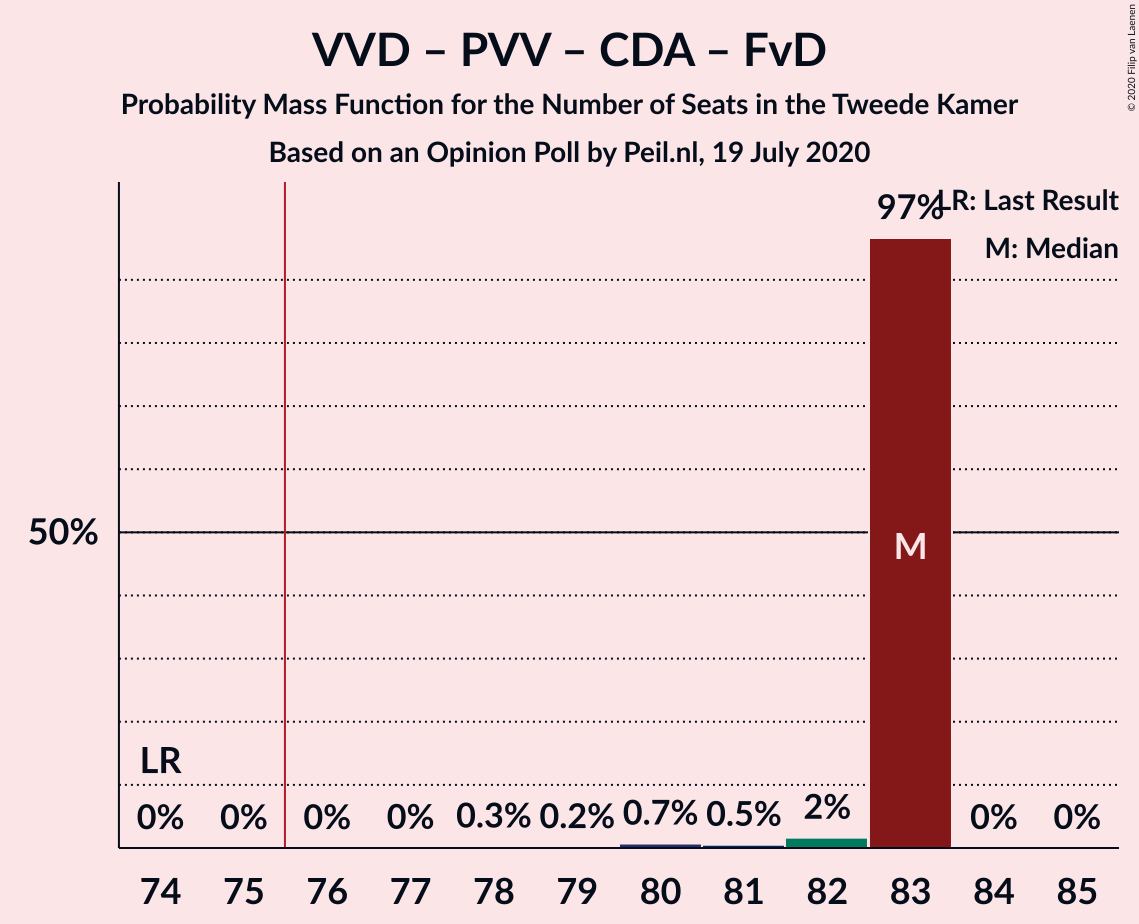 VVD – PVV – CDA – FvD
Probability Mass Function for the Number of Seats in the Tweede Kamer
Based on an Opinion Poll by Peil.nl, 19 July 2020
© 2020 Filip van Laenen
LR: Last Result
M: Median
97%
50%
M
LR
0% 0% 0% 0% 0.3% 0.2% 0.7% 0.5% 2% 0% 0%
74 75 76 77 78 79 80 81 82 83 84 85